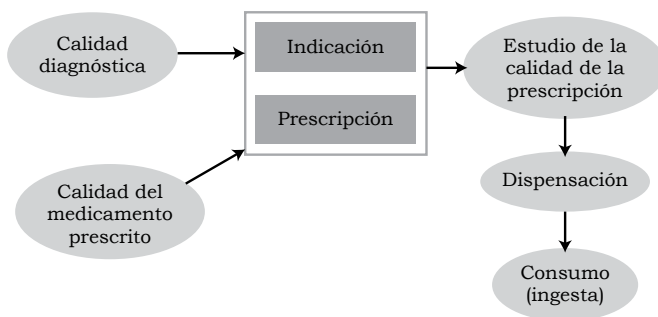 Calidad
diagnóstica
Indicación
Prescripción
Calidad del
medicamento
prescrito
Estudio de la
calidad de la
prescripción
Dispensación
Consumo
(ingesta)